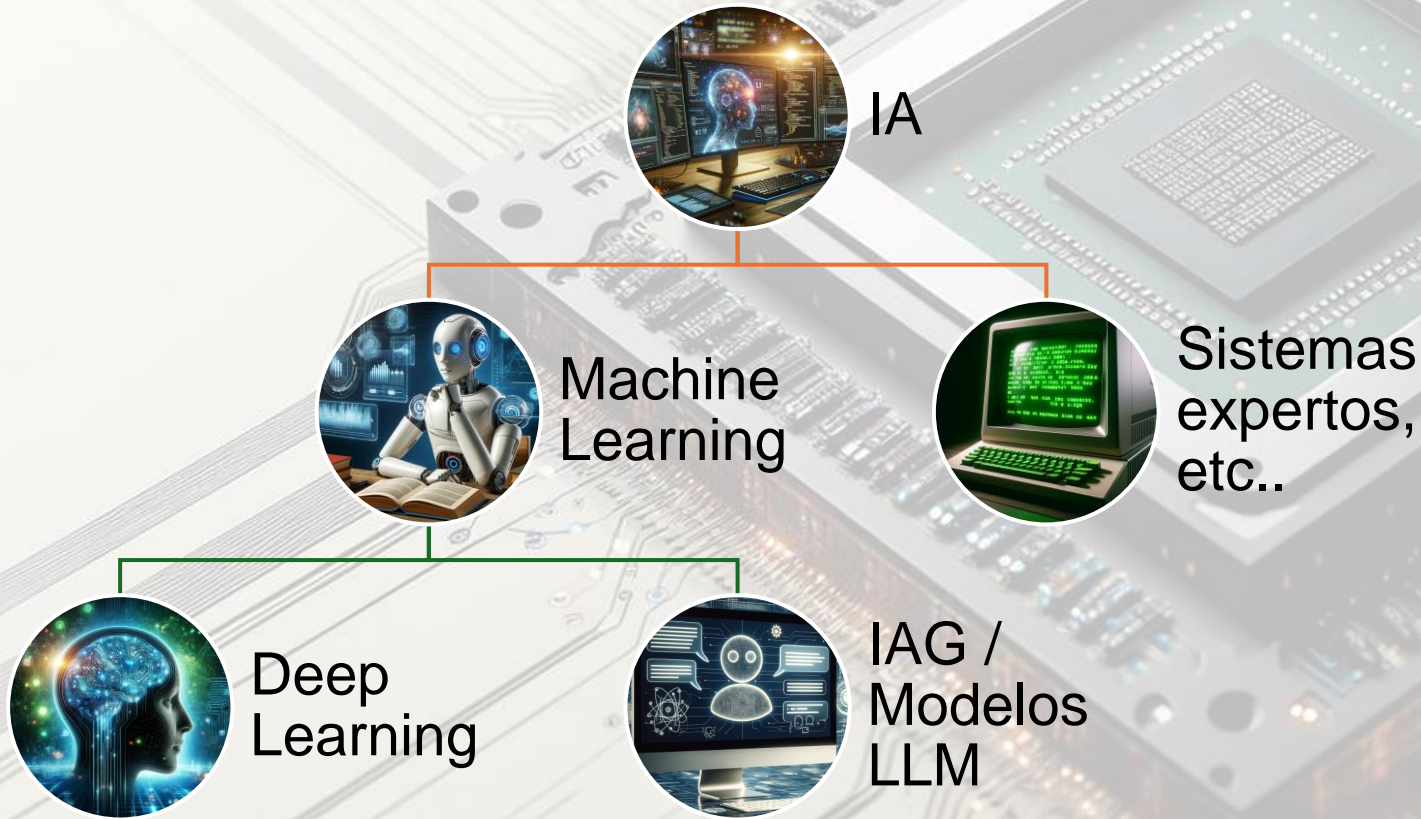 IA
Machine
Learning
Sistemas
expertos,
etc..
Deep
Learning
IAG /
Modelos
LLM